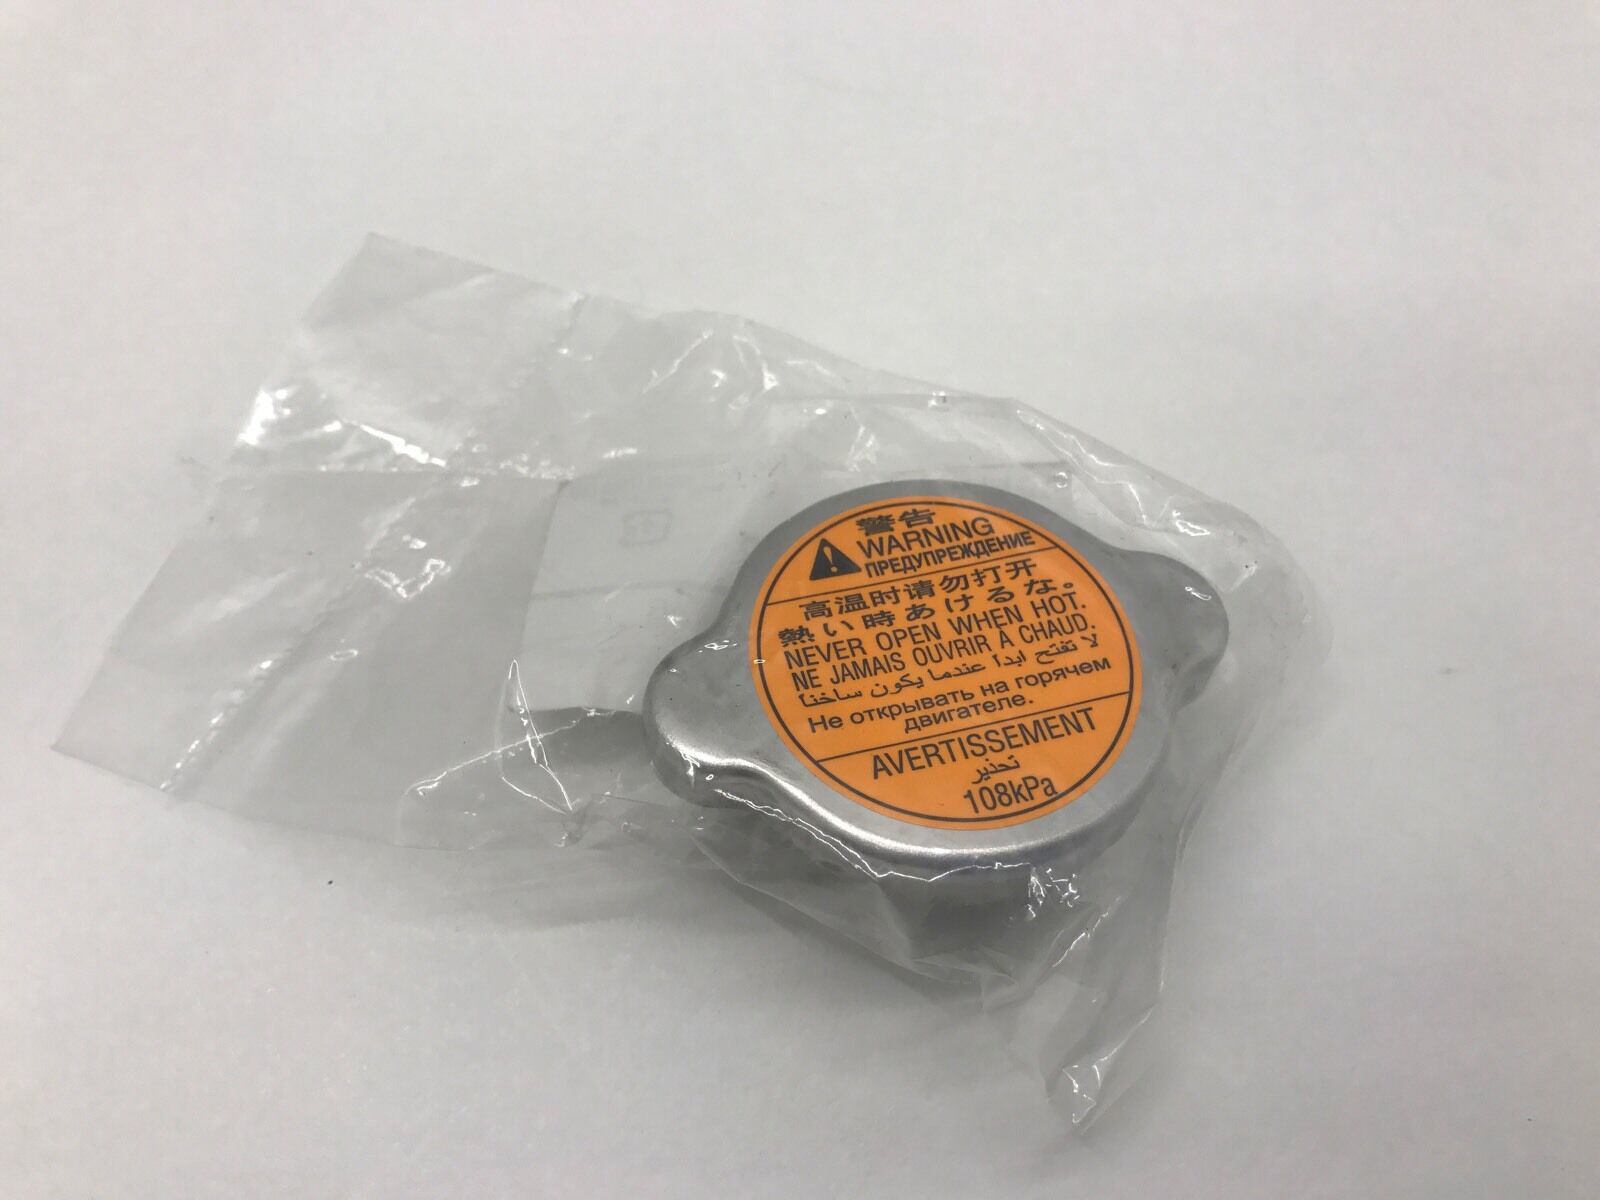 警告
WARNING
ПРЕДУПРЕЖДЕНИЕ
高温时请勿打开
熱い時あけるな。
NEVER OPEN WHEN HOT.
NE JAMAIS OUVRIR À CHAUD.
لا تفتح ابدآ عندما يكون ساخنآ
Не открывать на горячем
двигателе.
AVERTISSEMENT
تحذير
108kPa